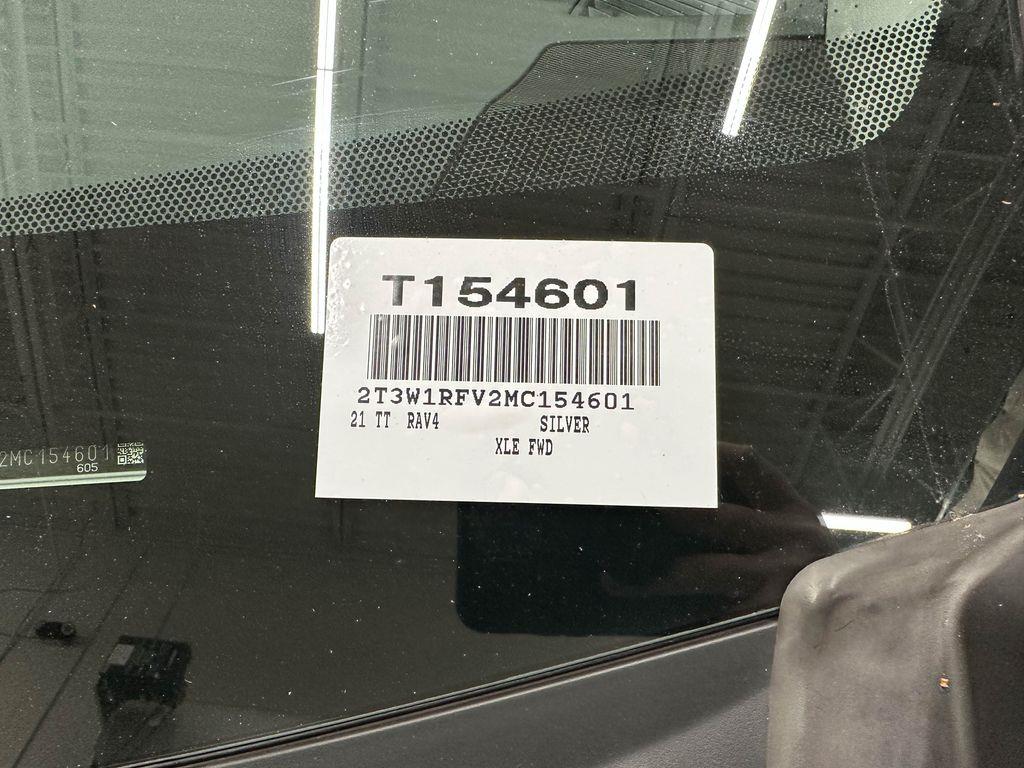 T154601
2T3W1RFV2MC154601
21 TT RAV4 SILVER
XLE FWD
2MC154601
605